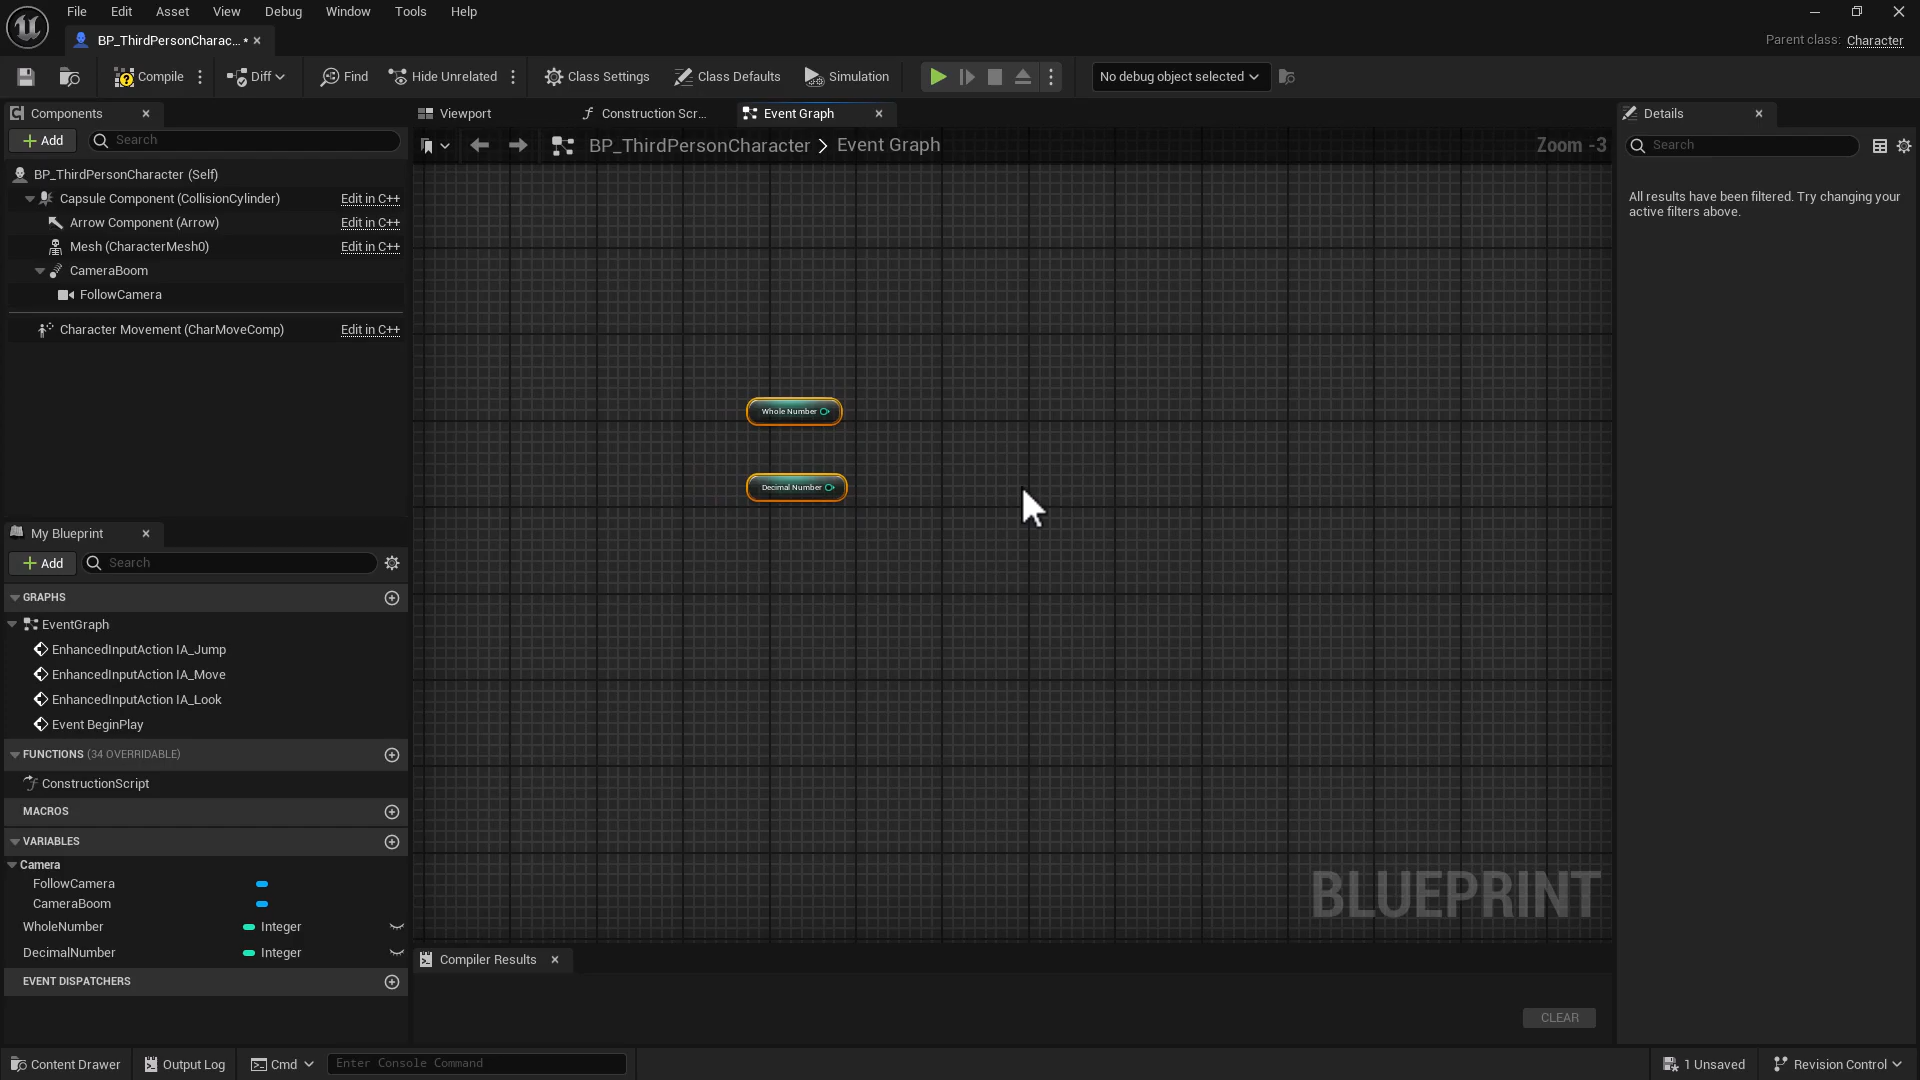 File Edit Asset View Debug Window Tools Help
BP_ThirdPersonCharac... •
Parent class: Character
Compile Diff Find Hide Unrelated Class Settings Class Defaults Simulation No debug object selected
Components
Viewport Construction Scr... Event Graph
Details
Add Search
BP_ThirdPersonCharacter Event Graph
Zoom -3
Search
BP_ThirdPersonCharacter (Self)
Capsule Component (CollisionCylinder) Edit in C++
Arrow Component (Arrow) Edit in C++
Mesh (CharacterMesh0) Edit in C++
CameraBoom
FollowCamera
Character Movement (CharMoveComp) Edit in C++
All results have been filtered. Try changing your
active filters above.
Whole Number
Decimal Number
My Blueprint
Add Search
GRAPHS
EventGraph
EnhancedInputAction IA_Jump
EnhancedInputAction IA_Move
EnhancedInputAction IA_Look
Event BeginPlay
FUNCTIONS (34 OVERRIDABLE)
ConstructionScript
MACROS
VARIABLES
Camera
FollowCamera
CameraBoom
WholeNumber Integer
DecimalNumber Integer
EVENT DISPATCHERS
BLUEPRINT
Compiler Results
CLEAR
Content Drawer Output Log Cmd Enter Console Command 1 Unsaved Revision Control